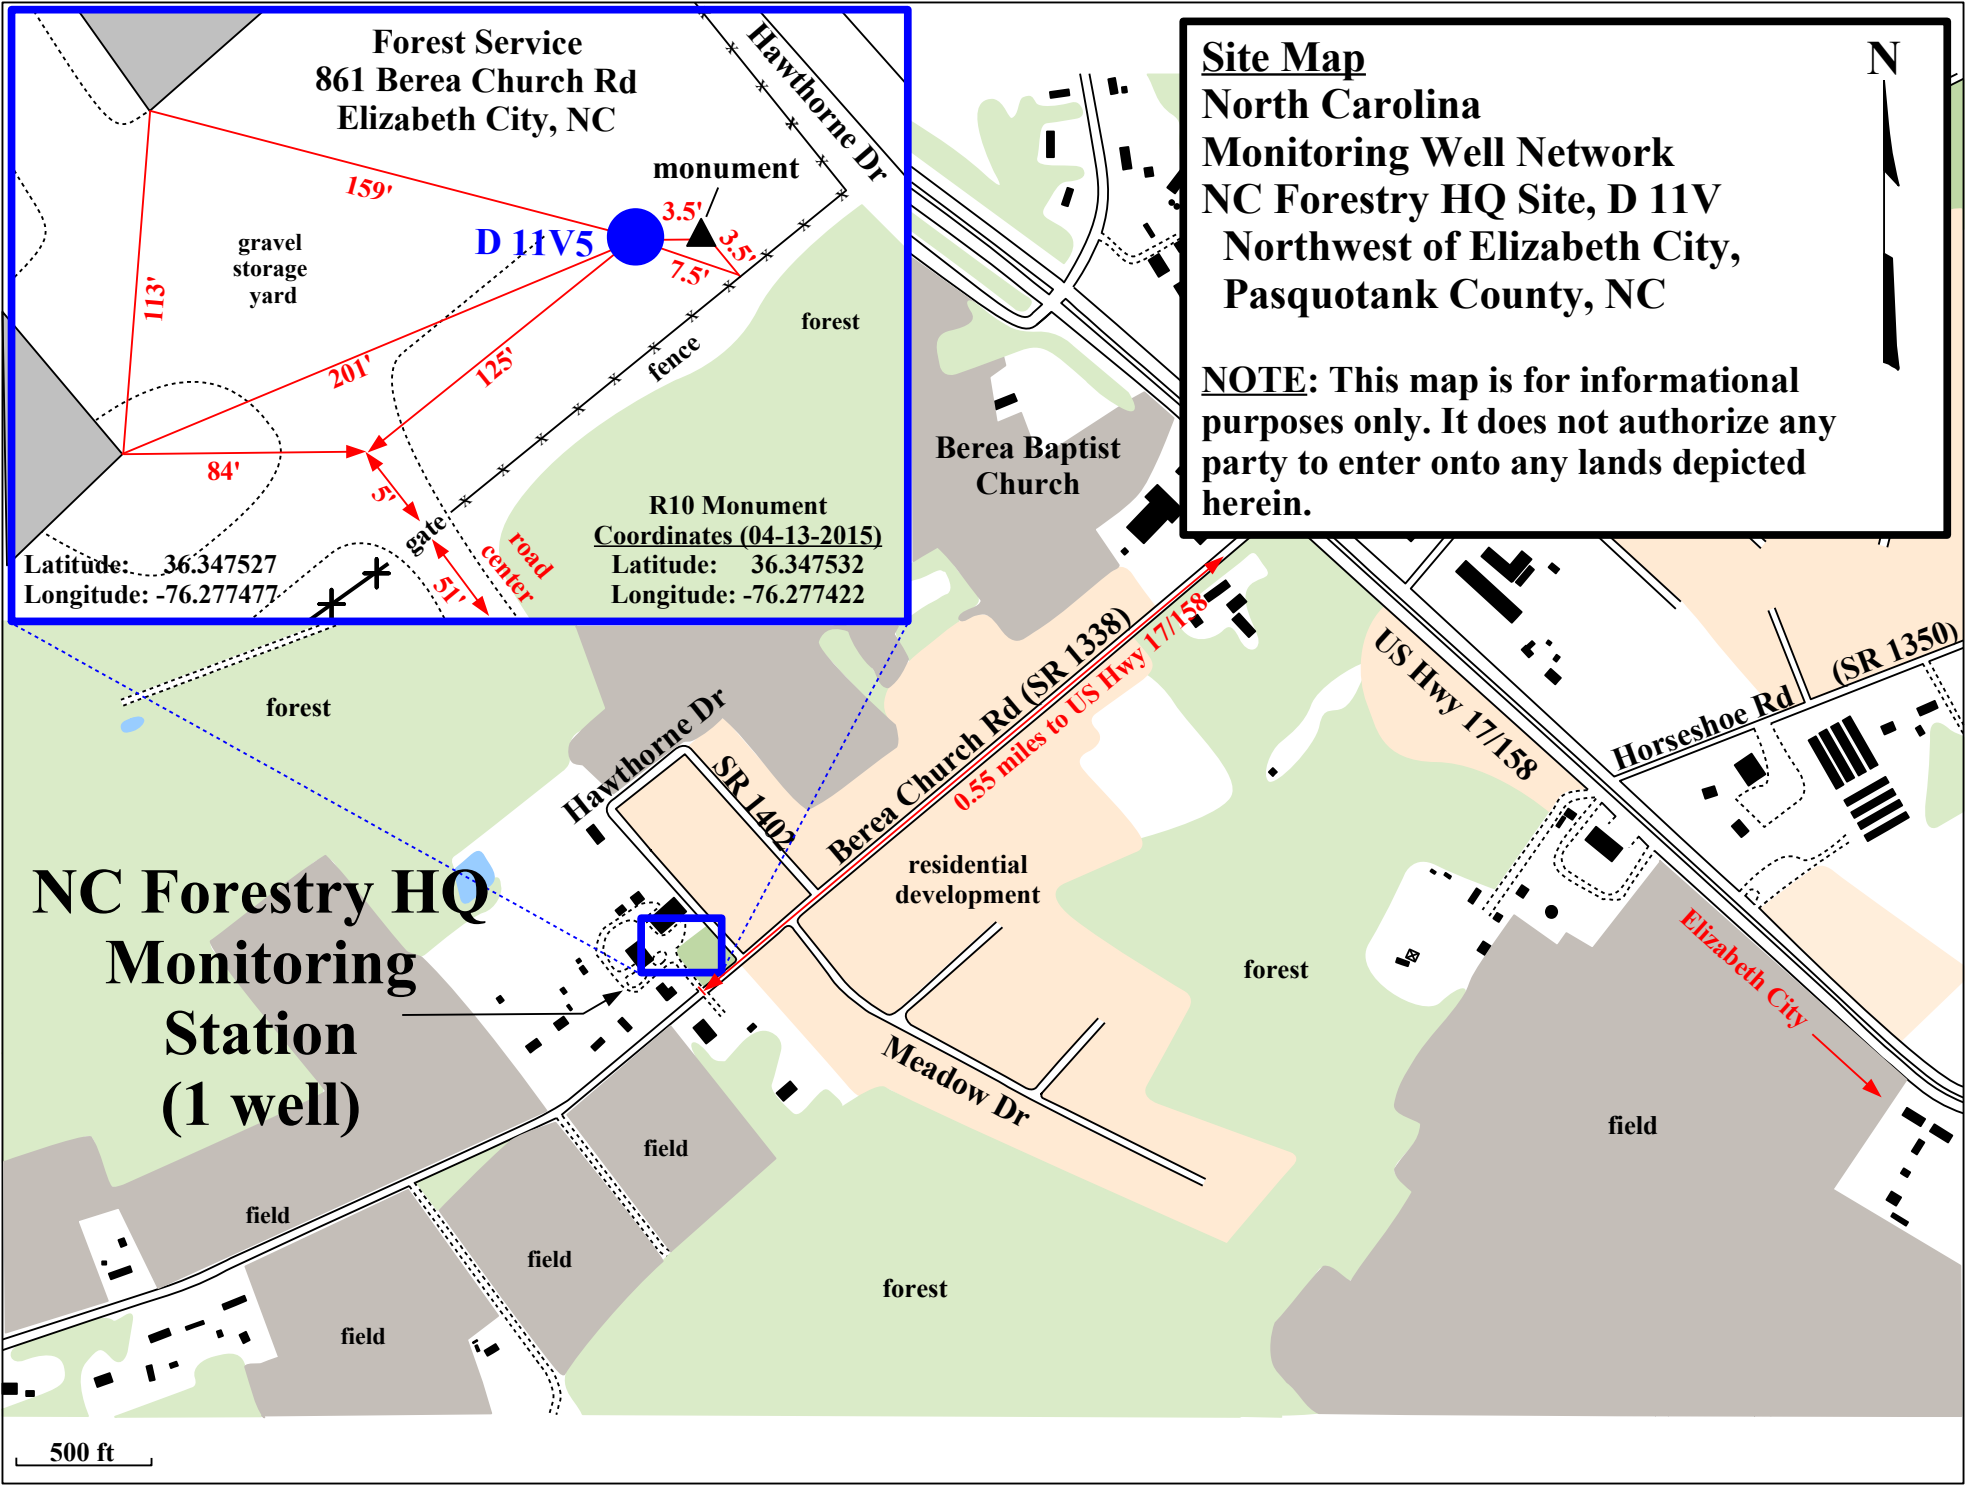 Forest Service
861 Berea Church Rd
Elizabeth City, NC
Hawthorne Dr
monument
159'
3.5'
3.5'
D 11V5
7.5'
gravel
storage
yard
113'
forest
201'
125'
fence
84'
5'
gate
road
center
51'
Latitude: 36.347527
Longitude: -76.277477
R10 Monument
Coordinates (04-13-2015)
Latitude: 36.347532
Longitude: -76.277422
Site Map
North Carolina
Monitoring Well Network
NC Forestry HQ Site, D 11V
Northwest of Elizabeth City,
Pasquotank County, NC
NOTE: This map is for informational
purposes only. It does not authorize any
party to enter onto any lands depicted
herein.
N
Berea Baptist
Church
Berea Church Rd (SR 1338)
0.55 miles to US Hwy 17/158
US Hwy 17/158
Horseshoe Rd
(SR 1350)
forest
Hawthorne Dr
SR 1402
residential
development
NC Forestry HQ
Monitoring
Station
(1 well)
Meadow Dr
forest
Elizabeth City
field
field
field
field
field
forest
500 ft